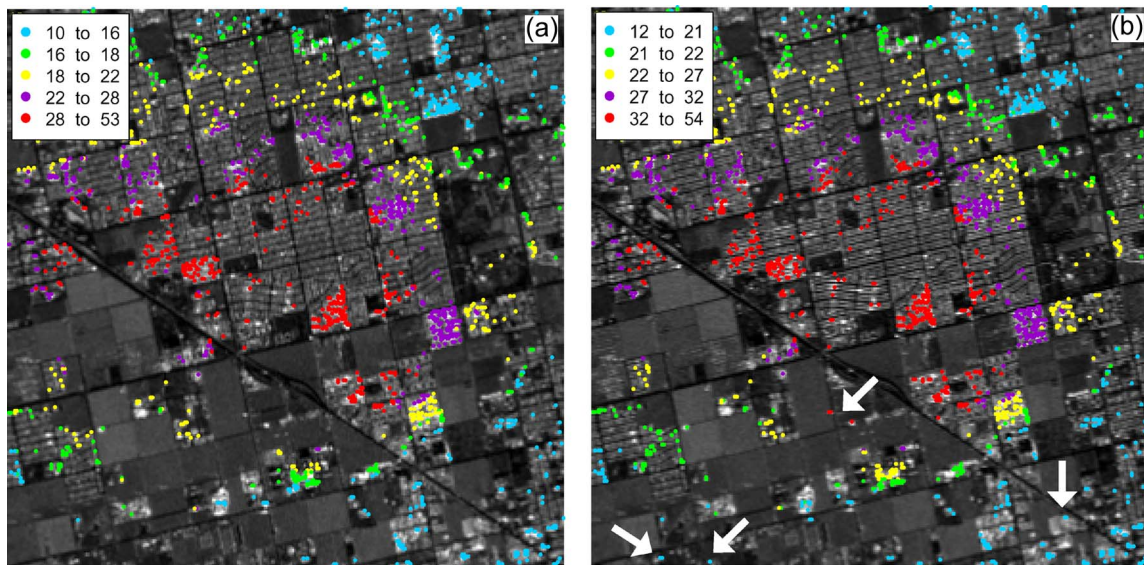 (a)
10 to 16
16 to 18
18 to 22
22 to 28
28 to 53
(b)
12 to 21
21 to 22
22 to 27
27 to 32
32 to 54